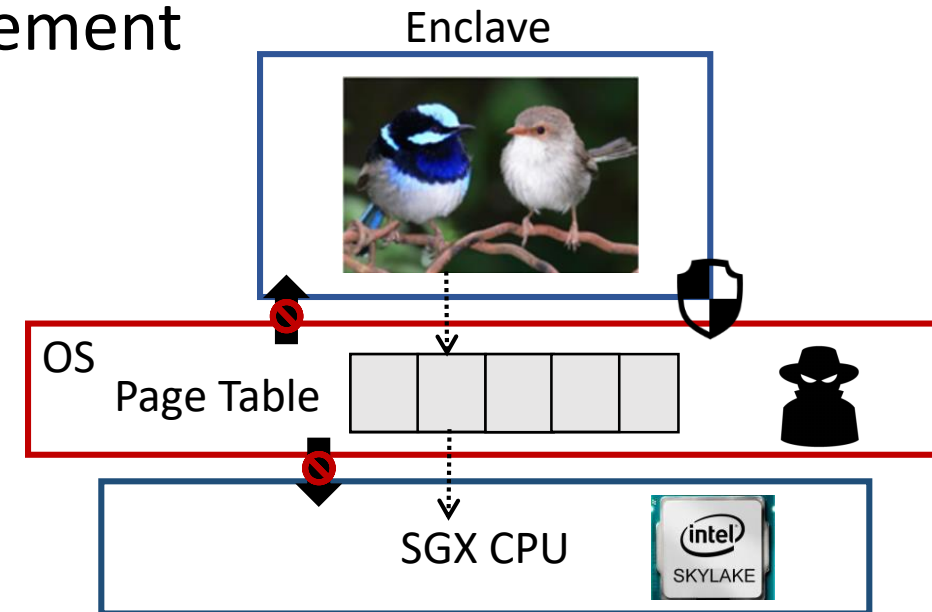 ement
Enclave
OS
Page Table
SGX CPU
intel
SKYLAKE